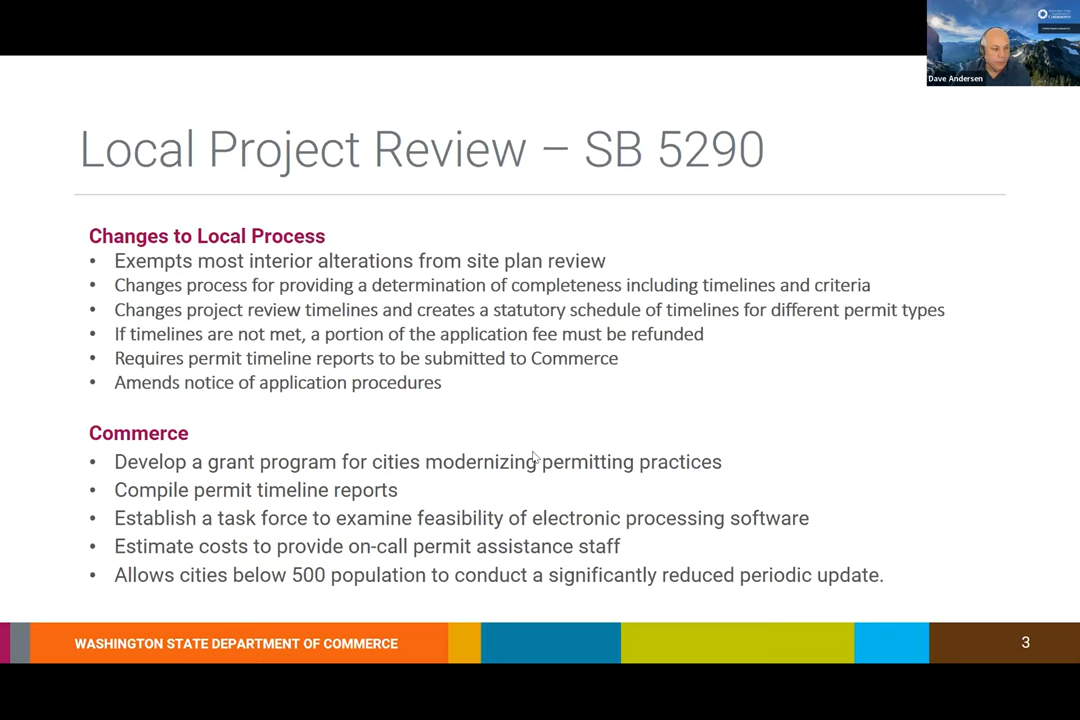 Dave Andersen
Local Project Review – SB 5290
Changes to Local Process
• Exempts most interior alterations from site plan review
• Changes process for providing a determination of completeness including timelines and criteria
• Changes project review timelines and creates a statutory schedule of timelines for different permit types
• If timelines are not met, a portion of the application fee must be refunded
• Requires permit timeline reports to be submitted to Commerce
• Amends notice of application procedures
Commerce
• Develop a grant program for cities modernizing permitting practices
• Compile permit timeline reports
• Establish a task force to examine feasibility of electronic processing software
• Estimate costs to provide on-call permit assistance staff
• Allows cities below 500 population to conduct a significantly reduced periodic update.
WASHINGTON STATE DEPARTMENT OF COMMERCE
3